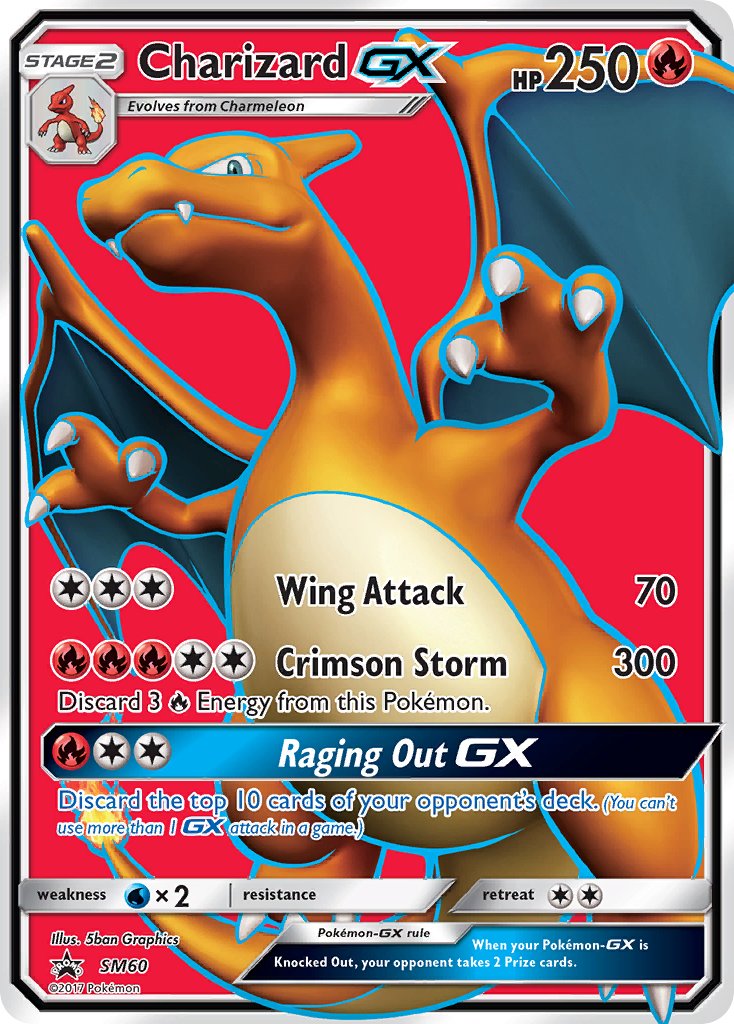 STAGE2 Charizard GX HP250
Evolves from Charmeleon
Wing Attack 70
Crimson Storm 300
Discard 3 Energy from this Pokémon.
Raging Out GX
Discard the top 10 cards of your opponent's deck. (You can't
use more than 1 GX attack in a game.)
weakness ×2 resistance retreat
Illus. 5ban Graphics
SM60
©2017 Pokémon
Pokémon-GX rule
When your Pokémon-GX is
Knocked Out, your opponent takes 2 Prize cards.